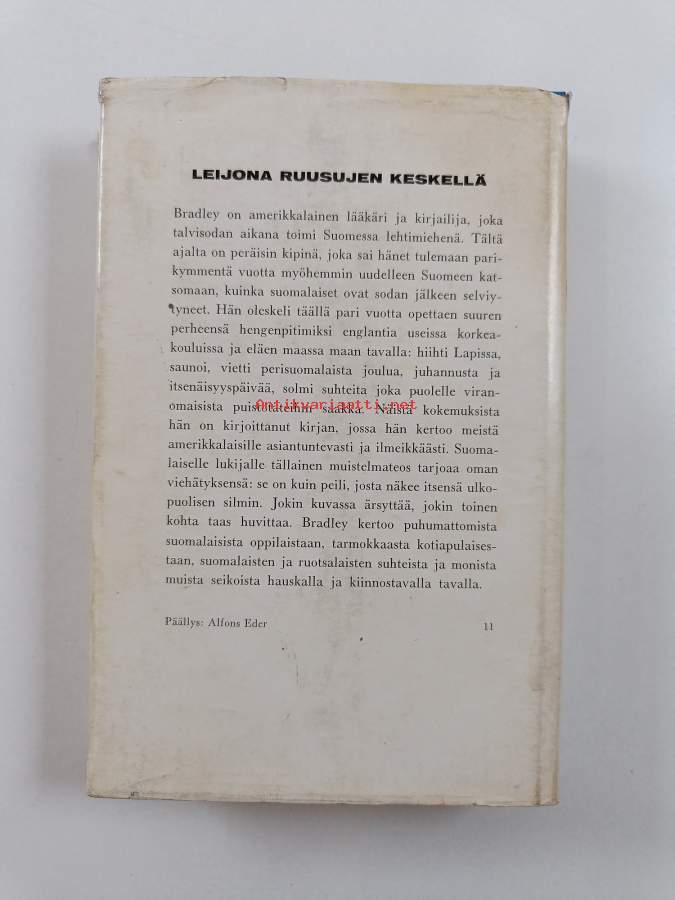 LEIJONA RUUSUJEN KESKELLÄ
Bradley on amerikkalainen lääkäri ja kirjailija, joka
talvisodan aikana toimi Suomessa lehtimiehenä. Tältä
ajalta on peräisin kipinä, joka sai hänet tulemaan pari-
kymmentä vuotta myöhemmin uudelleen Suomeen kat-
somaan, kuinka suomalaiset ovat sodan jälkeen selviy-
tyneet. Hän oleskeli täällä pari vuotta opettaen suuren
perheensä hengenpitimiksi englantia useissa korkea-
kouluissa ja eläen maassa maan tavalla: hiihti Lapissa,
saunoi, vietti perisuomalaista joulua, juhannusta ja
itsenäisyyspäivää, solmi suhteita joka puolelle viran-
omaisista puistotäteihin saakka. Näistä kokemuksista
Antikvariaatti.net
hän on kirjoittanut kirjan, jossa hän kertoo meistä
amerikkalaisille asiantuntevasti ja ilmeikkäästi. Suoma-
laiselle lukijalle tällainen muistelmateos tarjoaa oman
viehätyksensä: se on kuin peili, josta näkee itsensä ulko-
puolisen silmin. Jokin kuvassa ärsyttää, jokin toinen
kohta taas huvittaa. Bradley kertoo puhumattomista
suomalaisista oppilaistaan, tarmokkaasta kotiapulaises-
taan, suomalaisten ja ruotsalaisten suhteista ja monista
muista seikoista hauskalla ja kiinnostavalla tavalla.
Päällys: Alfons Eder 11